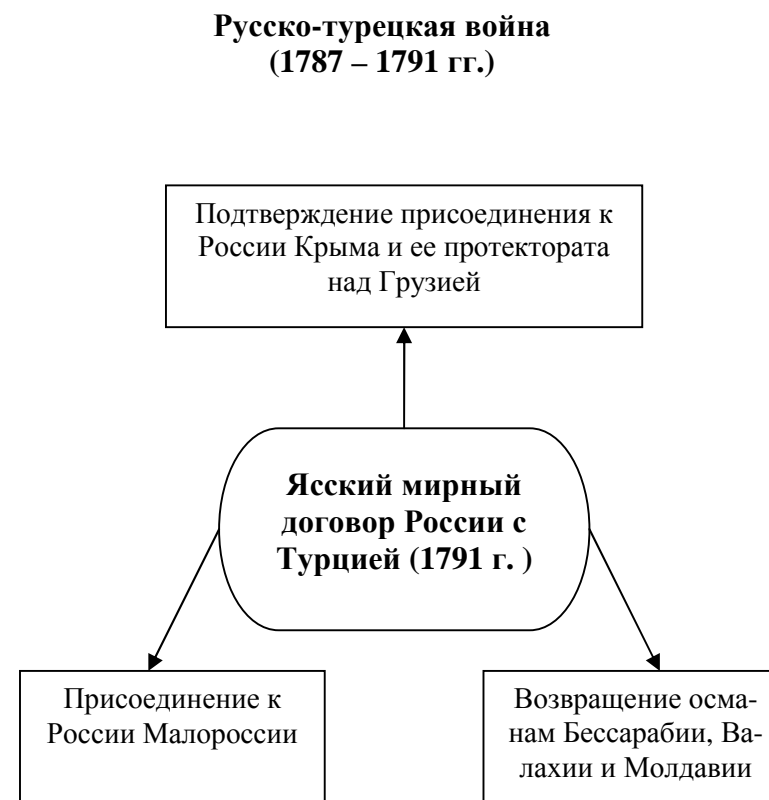 Русско-турецкая война
(1787 – 1791 гг.)
Подтверждение присоединения к
России Крыма и ее протектората
над Грузией
Ясский мирный
договор России с
Турцией (1791 г. )
Присоединение к
России Малороссии
Возвращение осма-
нам Бессарабии, Ва-
лахии и Молдавии